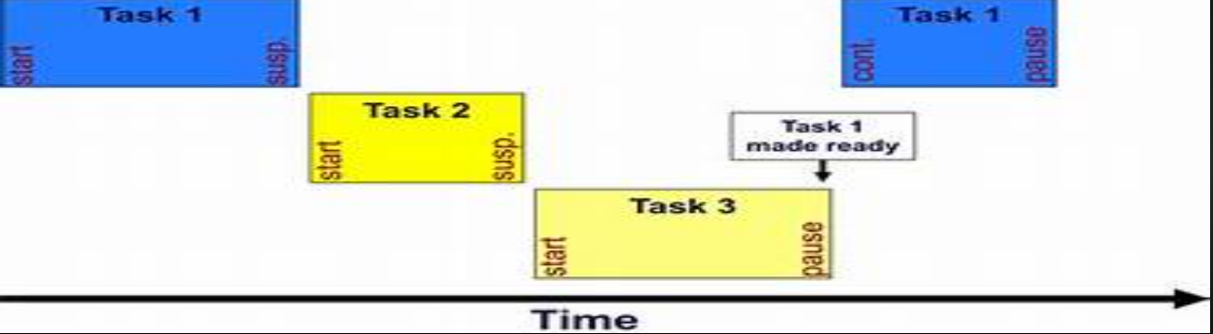 Task 1
start
susp.
Task 1
cont.
pause
Task 2
start
susp.
Task 1
made ready
Task 3
start
pause
Time